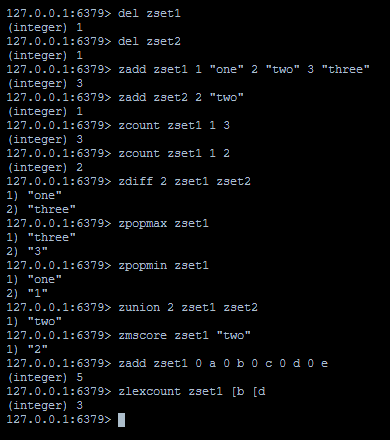 127.0.0.1:6379> del zset1
(integer) 1
127.0.0.1:6379> del zset2
(integer) 1
127.0.0.1:6379> zadd zset1 1 "one" 2 "two" 3 "three"
(integer) 3
127.0.0.1:6379> zadd zset2 2 "two"
(integer) 1
127.0.0.1:6379> zcount zset1 1 3
(integer) 3
127.0.0.1:6379> zcount zset1 1 2
(integer) 2
127.0.0.1:6379> zdiff 2 zset1 zset2
1) "one"
2) "three"
127.0.0.1:6379> zpopmax zset1
1) "three"
2) "3"
127.0.0.1:6379> zpopmin zset1
1) "one"
2) "1"
127.0.0.1:6379> zunion 2 zset1 zset2
1) "two"
127.0.0.1:6379> zmscore zset1 "two"
1) "2"
127.0.0.1:6379> zadd zset1 0 a 0 b 0 c 0 d 0 e
(integer) 5
127.0.0.1:6379> zlexcount zset1 [b [d
(integer) 3
127.0.0.1:6379>